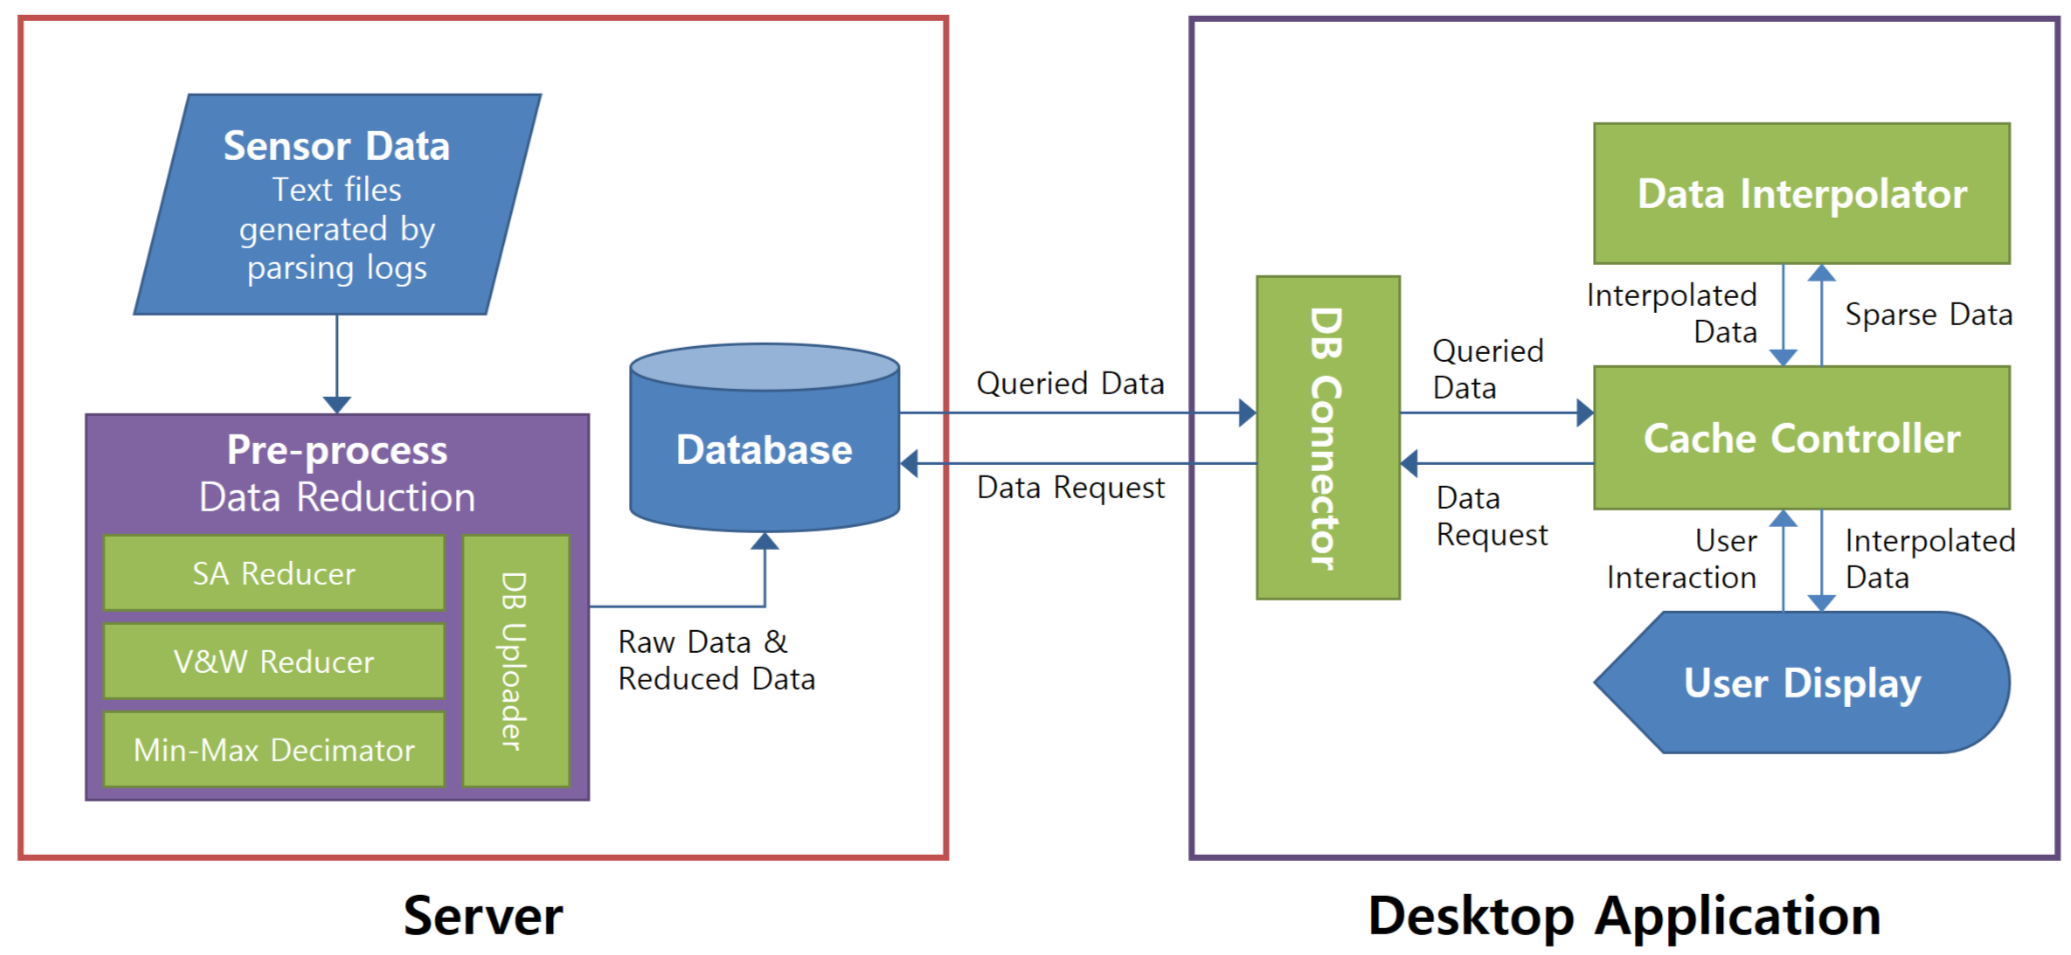 Sensor Data
Text files
generated by
parsing logs
Pre-process
Data Reduction
SA Reducer
V&W Reducer
Min-Max Decimator
DB Uploader
Raw Data &
Reduced Data
Database
Queried Data
Data Request
DB Connector
Queried
Data
Data
Request
Data Interpolator
Interpolated
Data
Sparse Data
Cache Controller
User
Interaction
Interpolated
Data
User Display
Server
Desktop Application